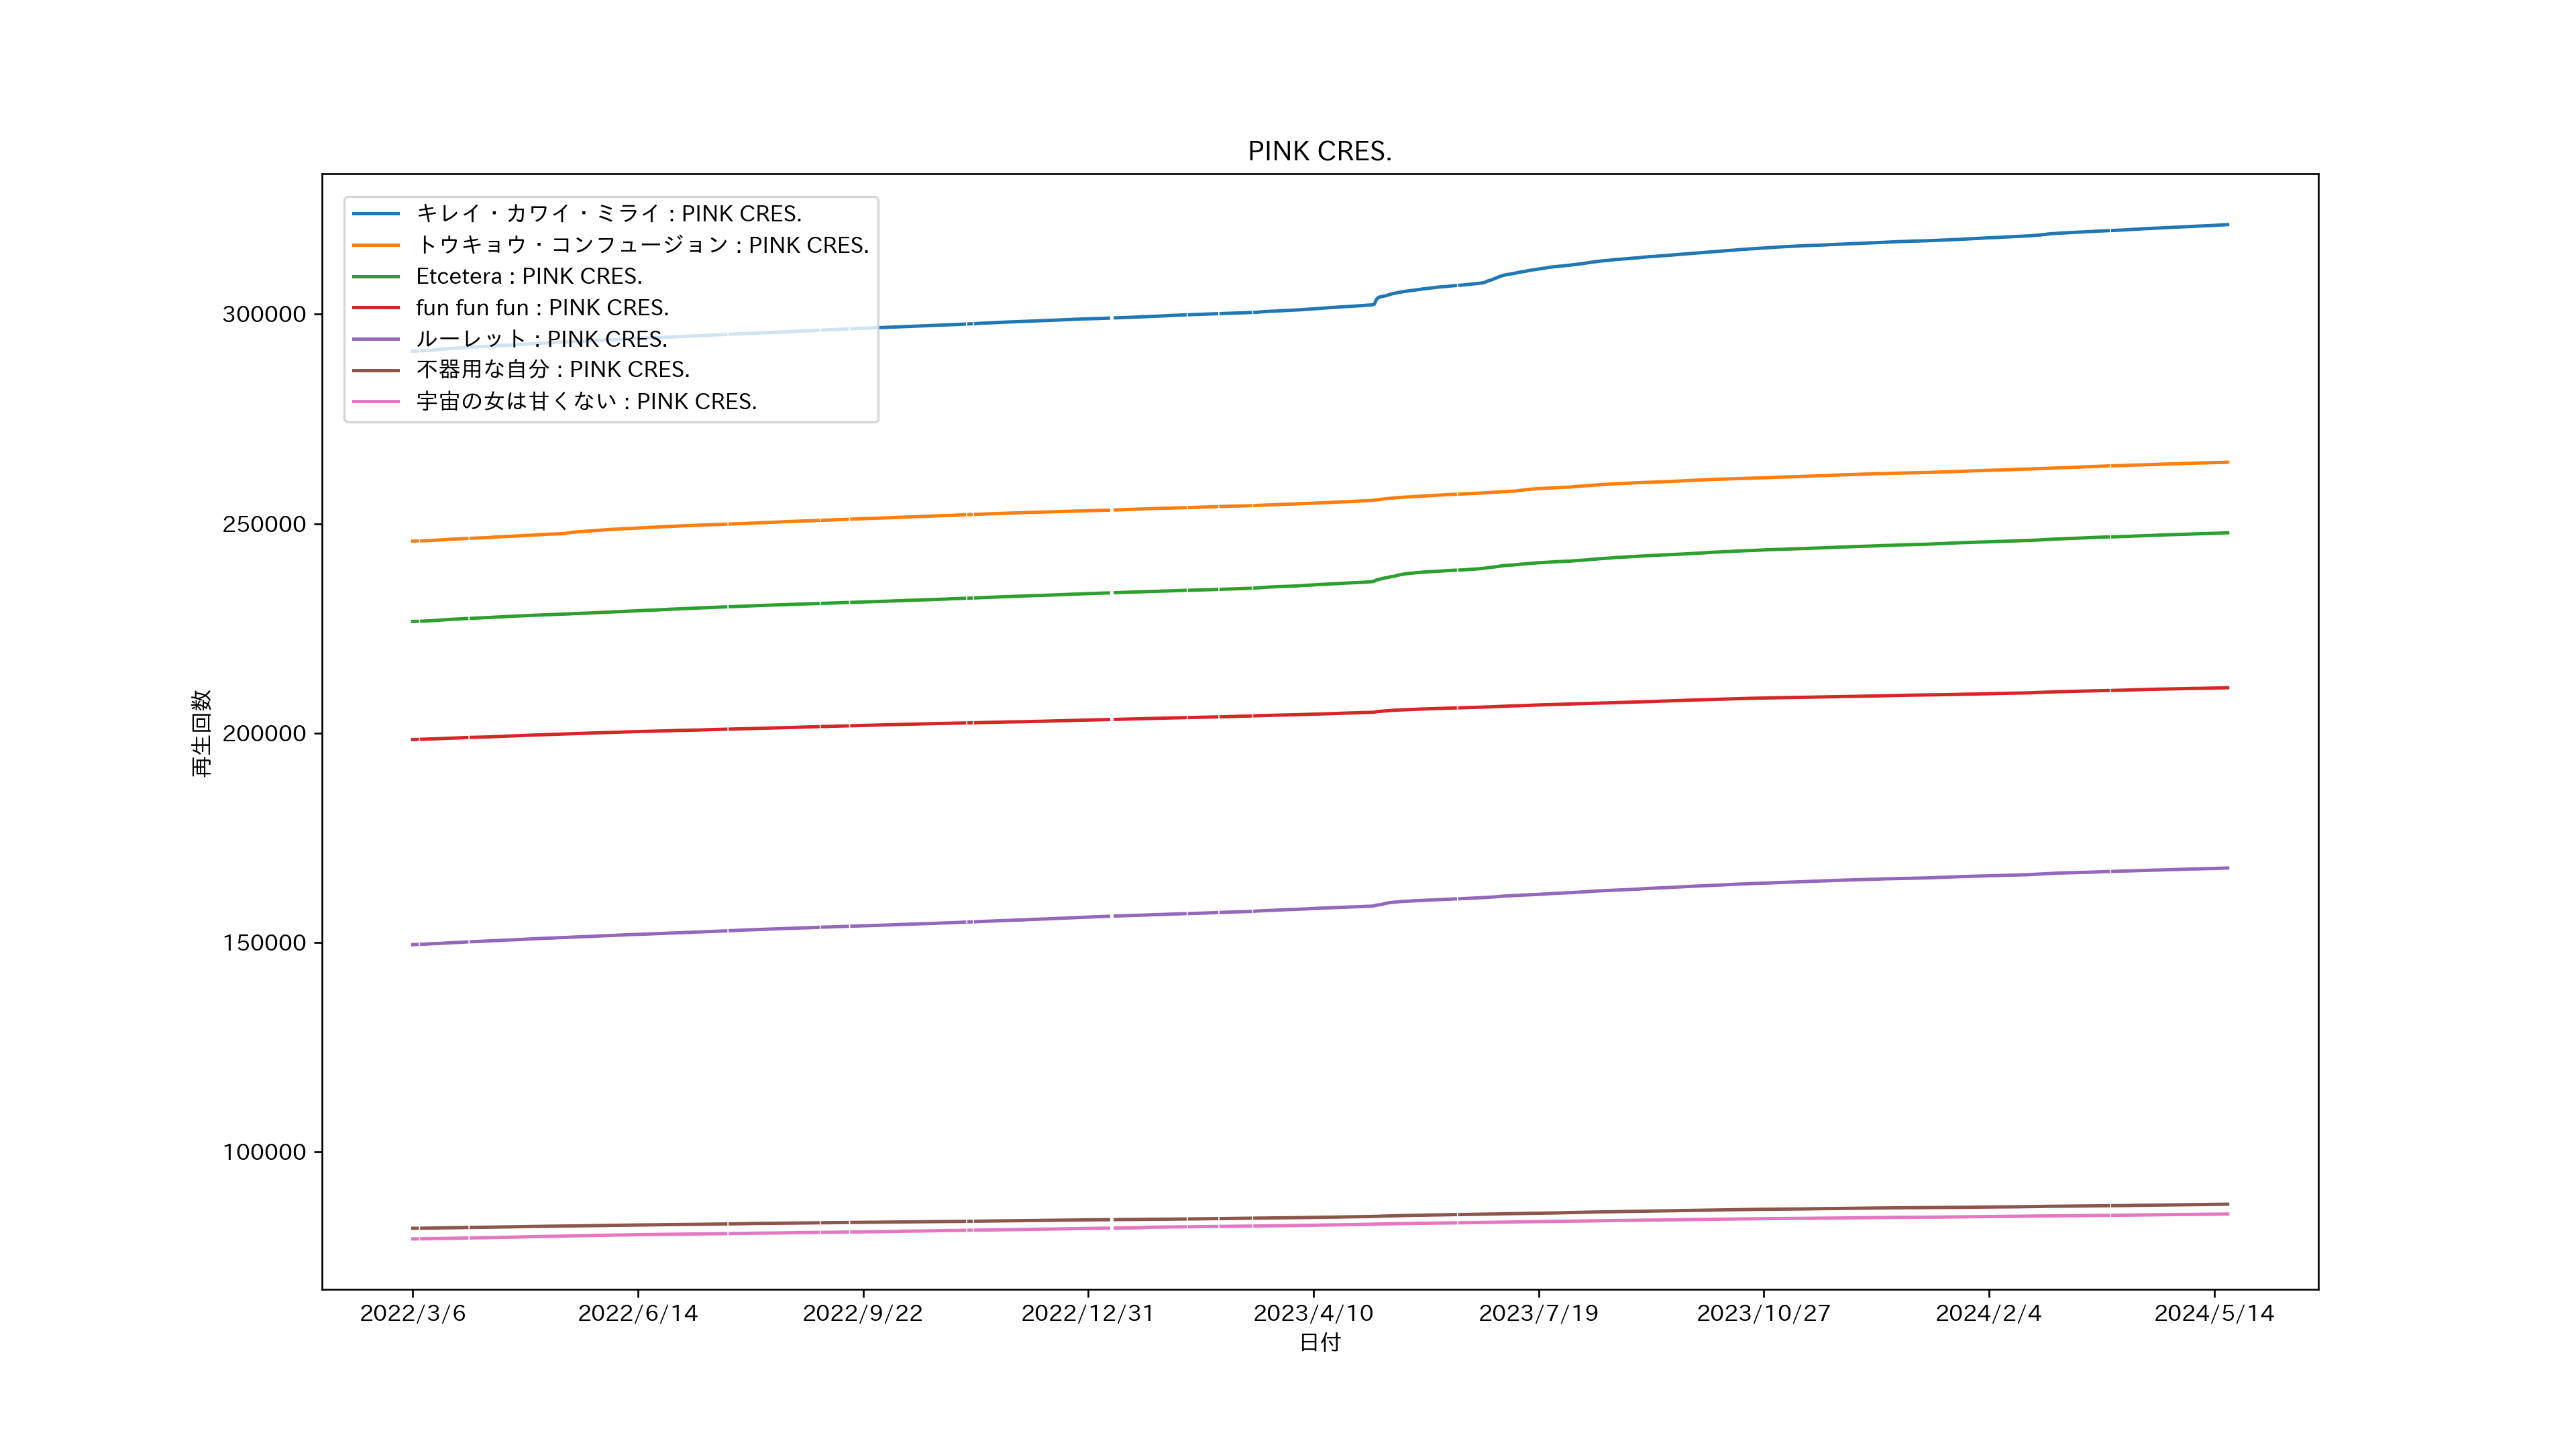 PINK CRES.
キレイ・カワイ・ミライ : PINK CRES.
トウキョウ・コンフュージョン : PINK CRES.
Etcetera : PINK CRES.
fun fun fun : PINK CRES.
ルーレット : PINK CRES.
不器用な自分 : PINK CRES.
宇宙の女は甘くない : PINK CRES.
300000
250000
200000
150000
100000
再生回数
2022/3/6
2022/6/14
2022/9/22
2022/12/31
2023/4/10
2023/7/19
2023/10/27
2024/2/4
2024/5/14
日付